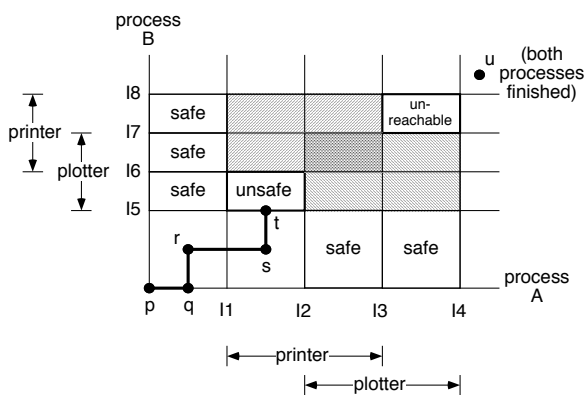 process
B
u
(both
processes
finished)
I8
safe
un-
reachable
printer
I7
safe
plotter
I6
safe
unsafe
I5
t
r
s
safe
safe
process
A
p
q
I1
I2
I3
I4
printer
plotter